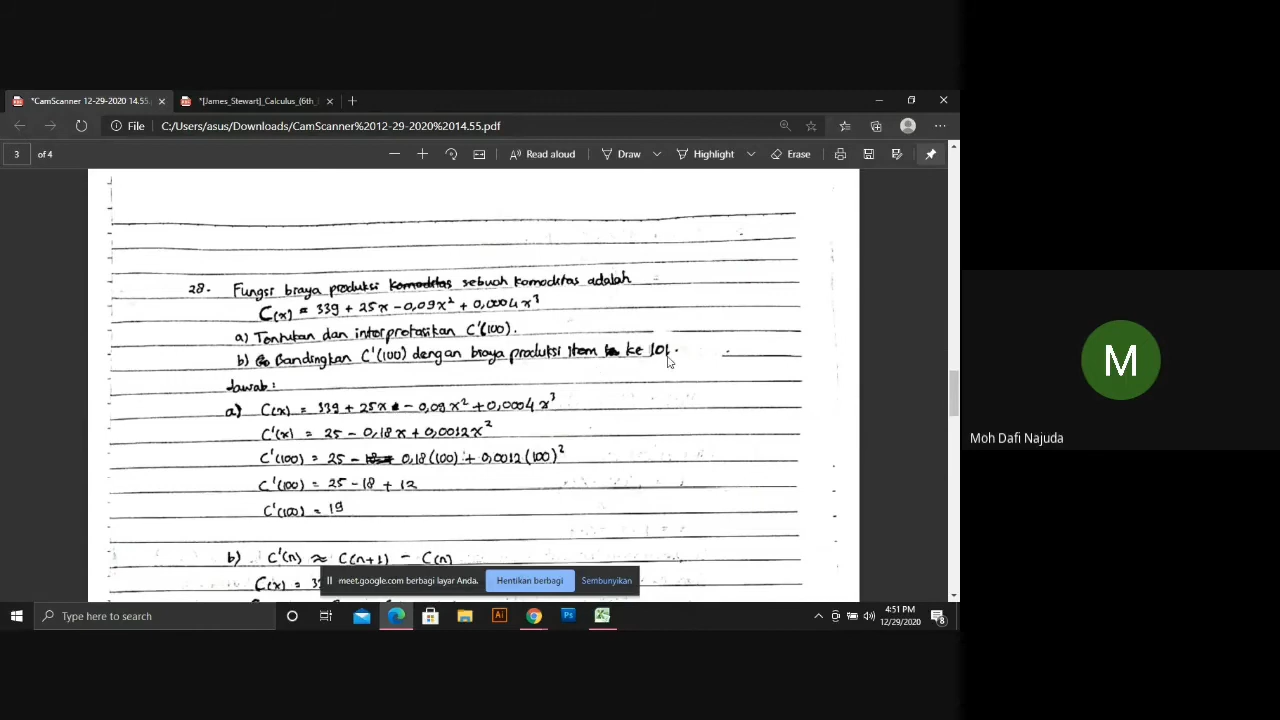 *CamScanner 12-29-2020 14.55.
*[James_Stewart]_Calculus_(6th_
File
C:/Users/asus/Downloads/CamScanner%2012-29-2020%2014.55.pdf
3 of 4
Read aloud
Draw
Highlight
Erase
28. Fungsi biaya produksi komoditas sebuah komoditas adalah
C(x) = 339 + 25x - 0,09x² + 0,0004x³
a) Tentukan dan interpretasikan C'(100).
b) Bandingkan C'(100) dengan biaya produksi item ke 101.
Jawab:
a) C(x) = 339 + 25x - 0,09x² + 0,0004x³
C'(x) = 25 - 0,18x + 0,0012x²
C'(100) = 25 - 0,18(100) + 0,0012(100)²
C'(100) = 25 - 18 + 12
C'(100) = 19
b) C'(n) ≈ C(n+1) - C(n)
C(x) = 33
meet.google.com berbagi layar Anda.
Hentikan berbagi
Sembunyikan
Type here to search
Ai
Ps
4:51 PM
12/29/2020
8
M
Moh Dafi Najuda